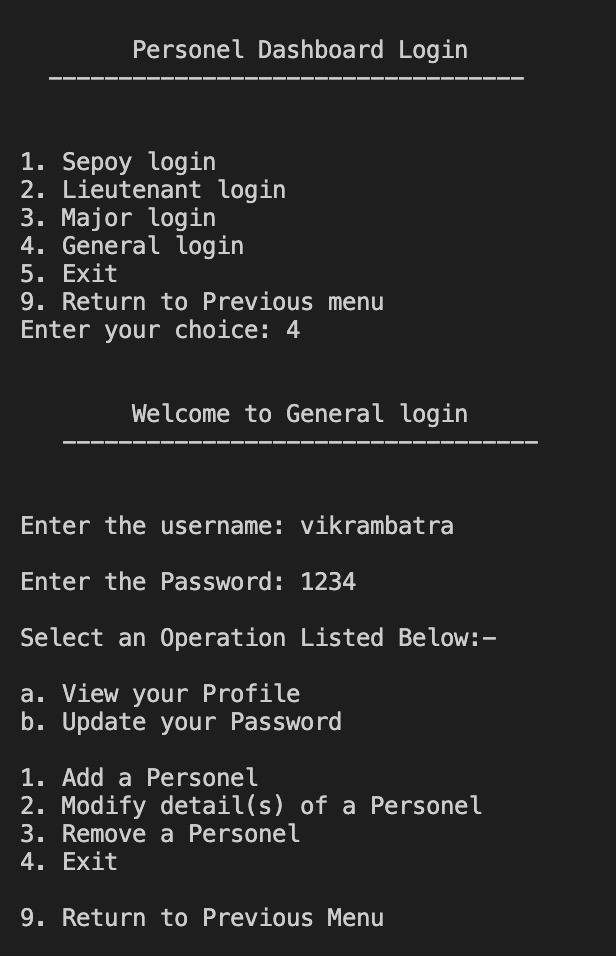 Personel Dashboard Login
----------------------------------
1. Sepoy login
2. Lieutenant login
3. Major login
4. General login
5. Exit
9. Return to Previous menu
Enter your choice: 4
Welcome to General login
----------------------------------
Enter the username: vikrambatra
Enter the Password: 1234
Select an Operation Listed Below:-
a. View your Profile
b. Update your Password
1. Add a Personel
2. Modify detail(s) of a Personel
3. Remove a Personel
4. Exit
9. Return to Previous Menu